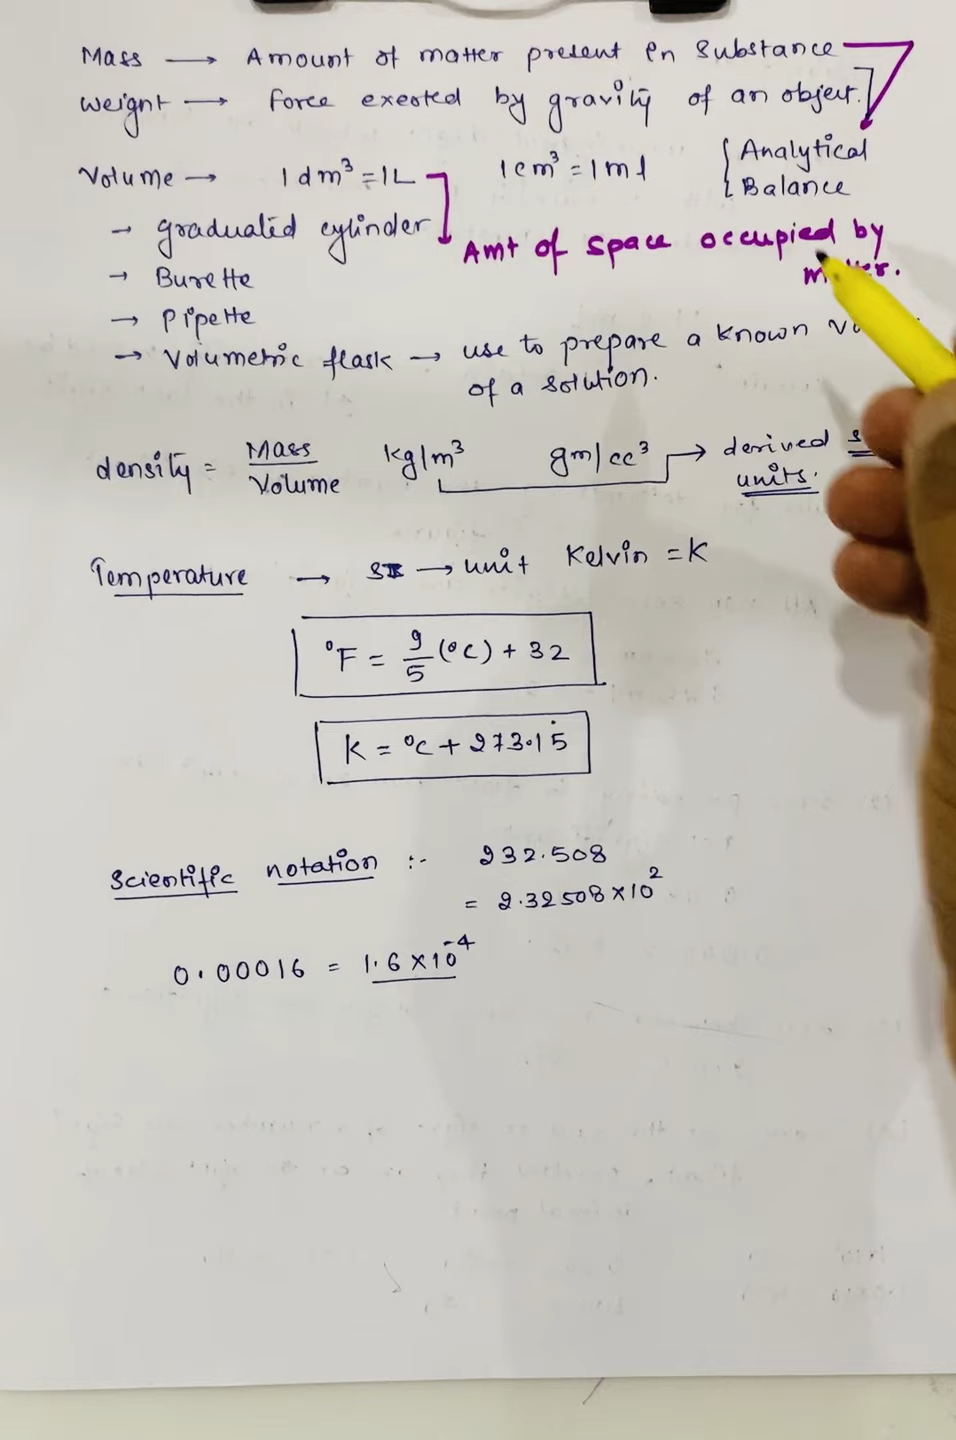 Mass → Amount of matter present in substance
weight → force exerted by gravity of an object.
Volume → 1 dm³ = 1L 1 cm³ = 1 ml { Analytical
Balance
→ graduated cylinder
Amt of space occupied by
→ Burette
→ Pipette
→ Volumetric flask → use to prepare a known
of a solution.
density = Mass/Volume kg/m³ gm/cc³ → derived
units.
Temperature → SI → unit Kelvin = K
°F = 9/5 (°C) + 32
K = °C + 273.15
Scientific notation :- 232.508
= 2.32508 × 10²
0.00016 = 1.6 × 10⁻⁴